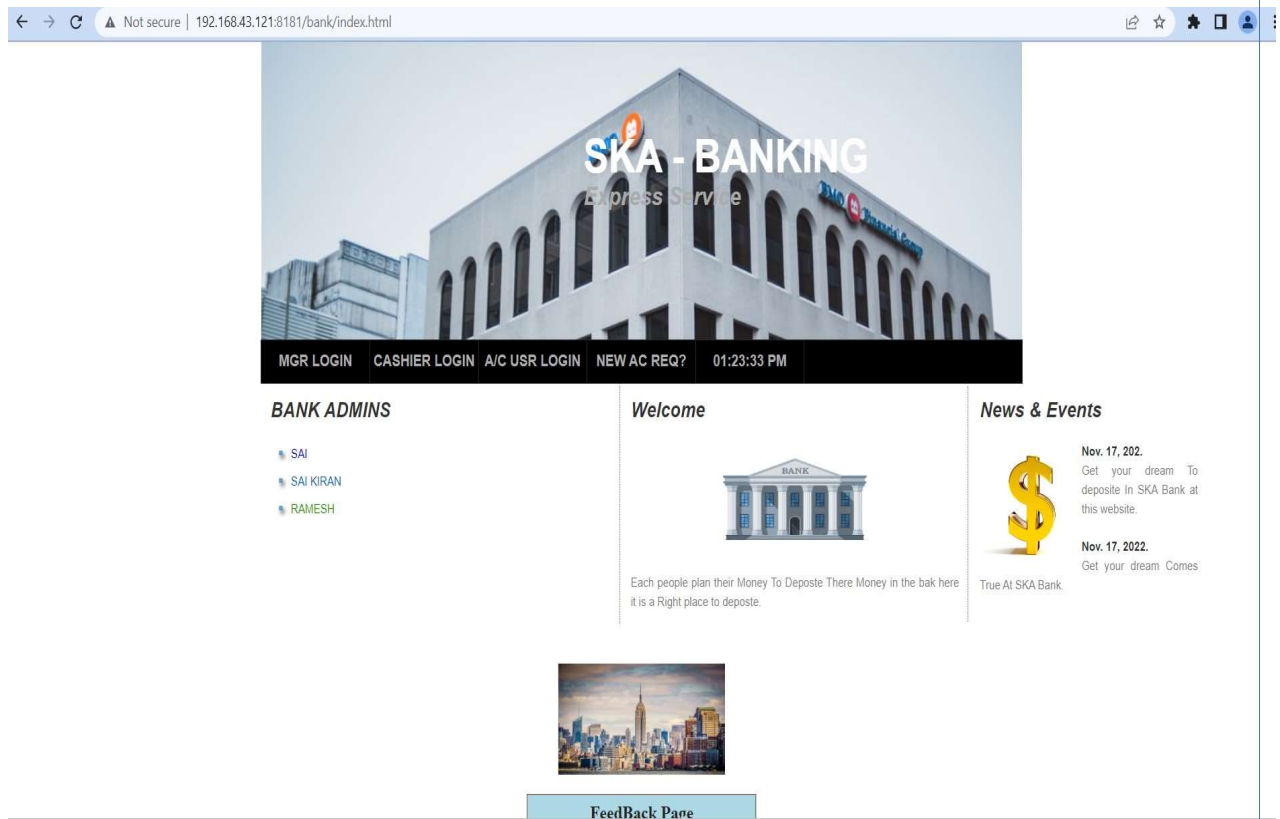 Not secure | 192.168.43.121:8181/bank/index.html
SKA - BANKING
Express Service
BMO Financial Group
MGR LOGIN CASHIER LOGIN A/C USR LOGIN NEW AC REQ? 01:23:33 PM
BANK ADMINS
SAI
SAI KIRAN
RAMESH
Welcome
BANK
Each people plan their Money To Deposte There Money in the bak here
it is a Right place to deposte.
News & Events
Nov. 17, 202.
Get your dream To
deposite In SKA Bank at
this website.
Nov. 17, 2022.
Get your dream Comes
True At SKA Bank.
FeedBack Page